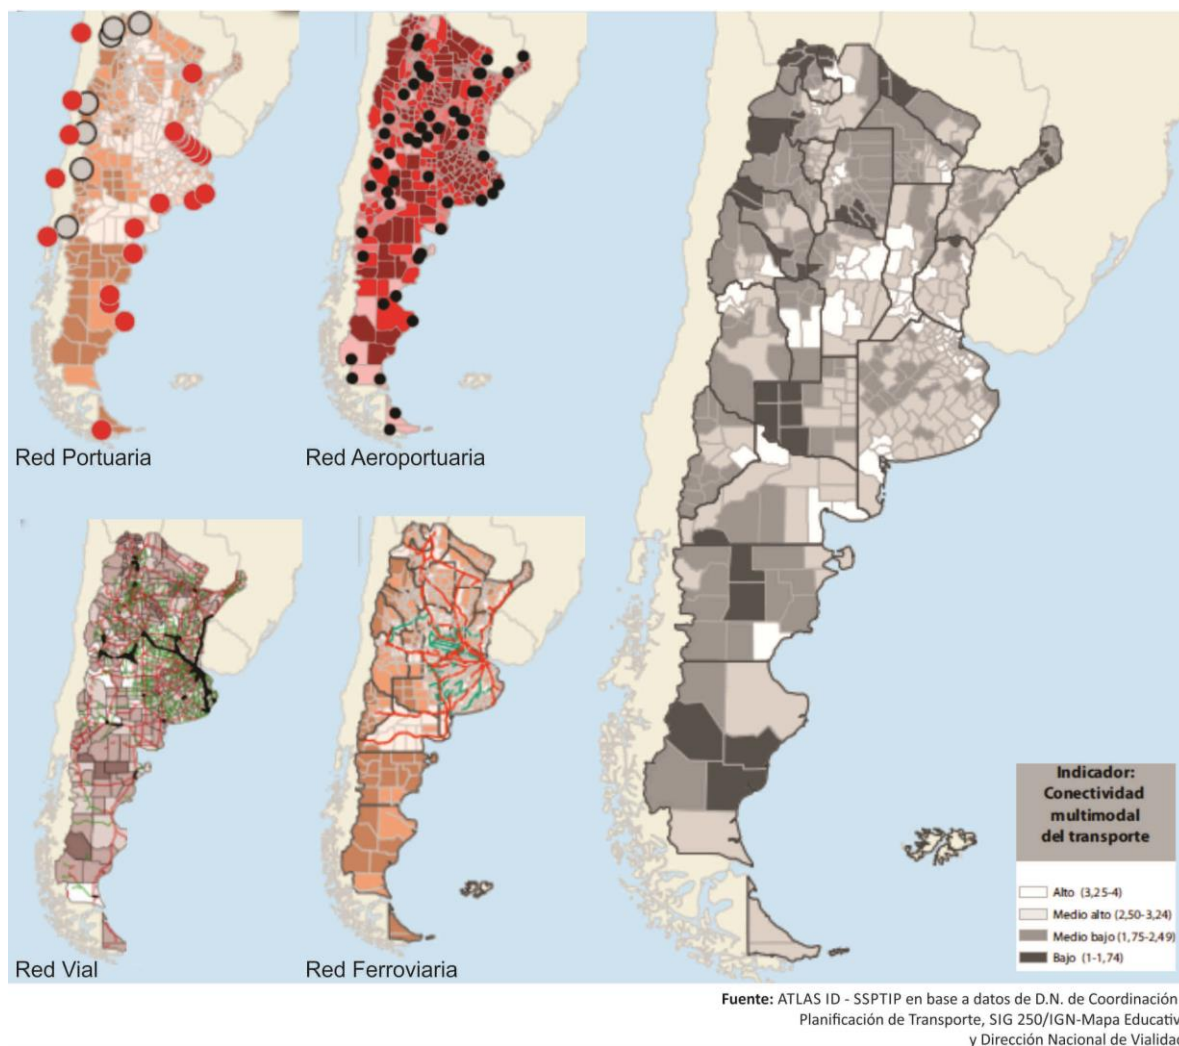 Red Portuaria
Red Aeroportuaria
Red Vial
Red Ferroviaria
Indicador:
Conectividad
multimodal
del transporte
Alto (3,25-4)
Medio alto (2,50-3,24)
Medio bajo (1,75-2,49)
Bajo (1-1,74)
Fuente: ATLAS ID - SSPTIP en base a datos de D.N. de Coordinación
Planificación de Transporte, SIG 250/IGN-Mapa Educativ
y Dirección Nacional de Vialidad